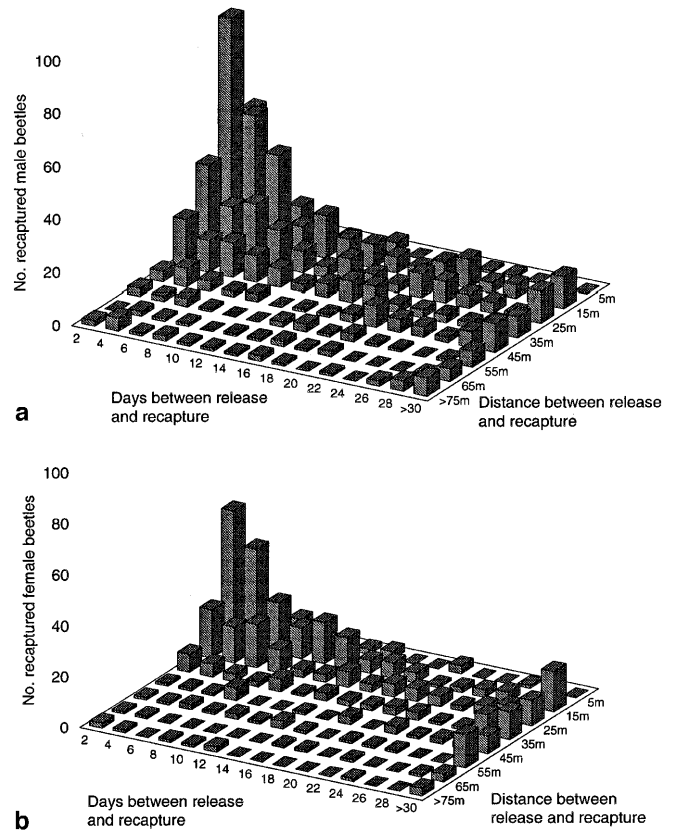 100
80
60
40
20
0
No. recaptured male beetles
2 4 6 8 10 12 14 16 18 20 22 24 26 28 >30
Days between release
and recapture
5m
15m
25m
35m
45m
55m
65m
>75m
Distance between release
and recapture
a
100
80
60
40
20
0
No. recaptured female beetles
2 4 6 8 10 12 14 16 18 20 22 24 26 28 >30
Days between release
and recapture
5m
15m
25m
35m
45m
55m
65m
>75m
Distance between
release and recapture
b